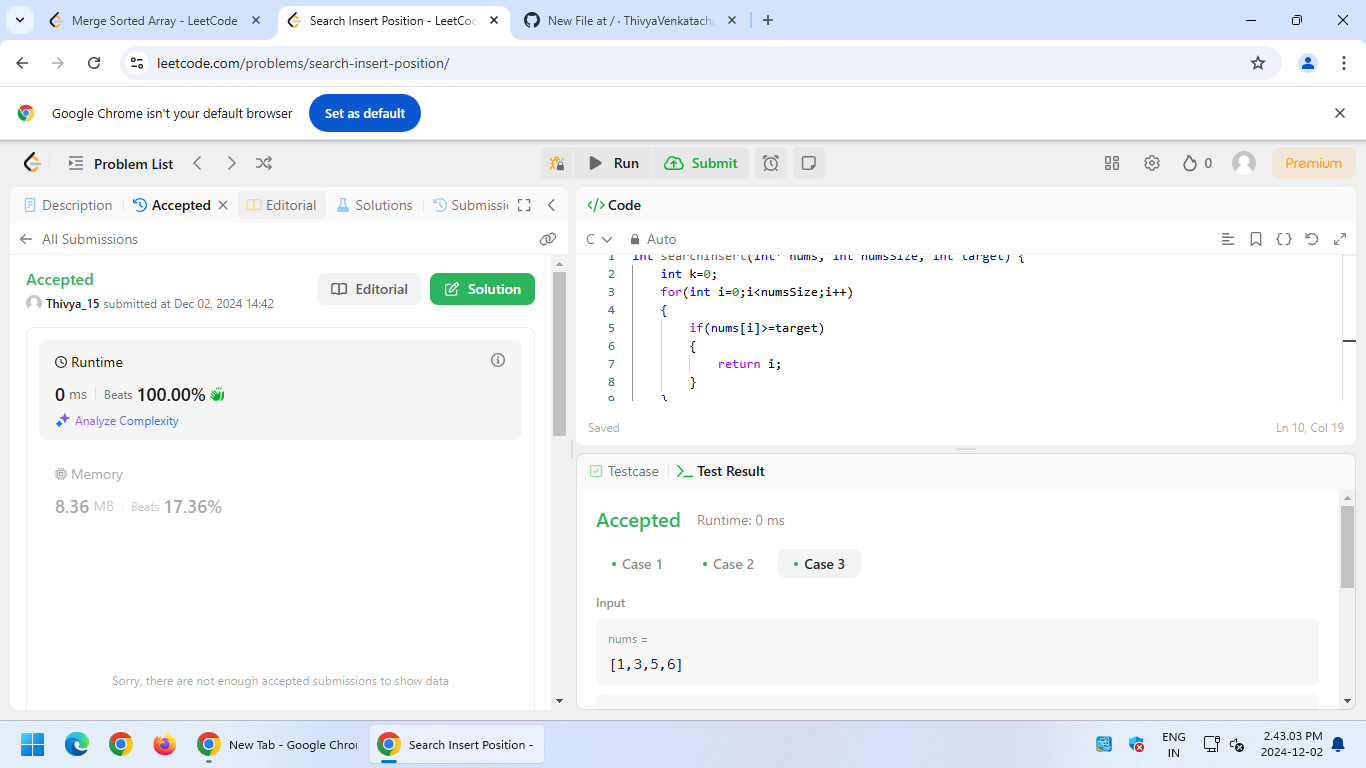 Merge Sorted Array - LeetCode
Search Insert Position - LeetCo
New File at / · ThivyaVenkatach
leetcode.com/problems/search-insert-position/
Google Chrome isn't your default browser
Set as default
Problem List
Run
Submit
0
Premium
Description
Accepted
Editorial
Solutions
Submissi
All Submissions
Accepted
Thivya_15 submitted at Dec 02, 2024 14:42
Editorial
Solution
Runtime
0 ms
Beats 100.00%
Analyze Complexity
Memory
8.36 MB
Beats 17.36%
Sorry, there are not enough accepted submissions to show data
</> Code
C
Auto
1 int searchInsert(int* nums, int numsSize, int target) {
2 int k=0;
3 for(int i=0;i<numsSize;i++)
4 {
5 if(nums[i]>=target)
6 {
7 return i;
8 }
9 }
Saved
Ln 10, Col 19
Testcase
>_ Test Result
Accepted
Runtime: 0 ms
• Case 1
• Case 2
• Case 3
Input
nums =
[1,3,5,6]
New Tab - Google Chro
Search Insert Position -
ENG
IN
2.43.03 PM
2024-12-02